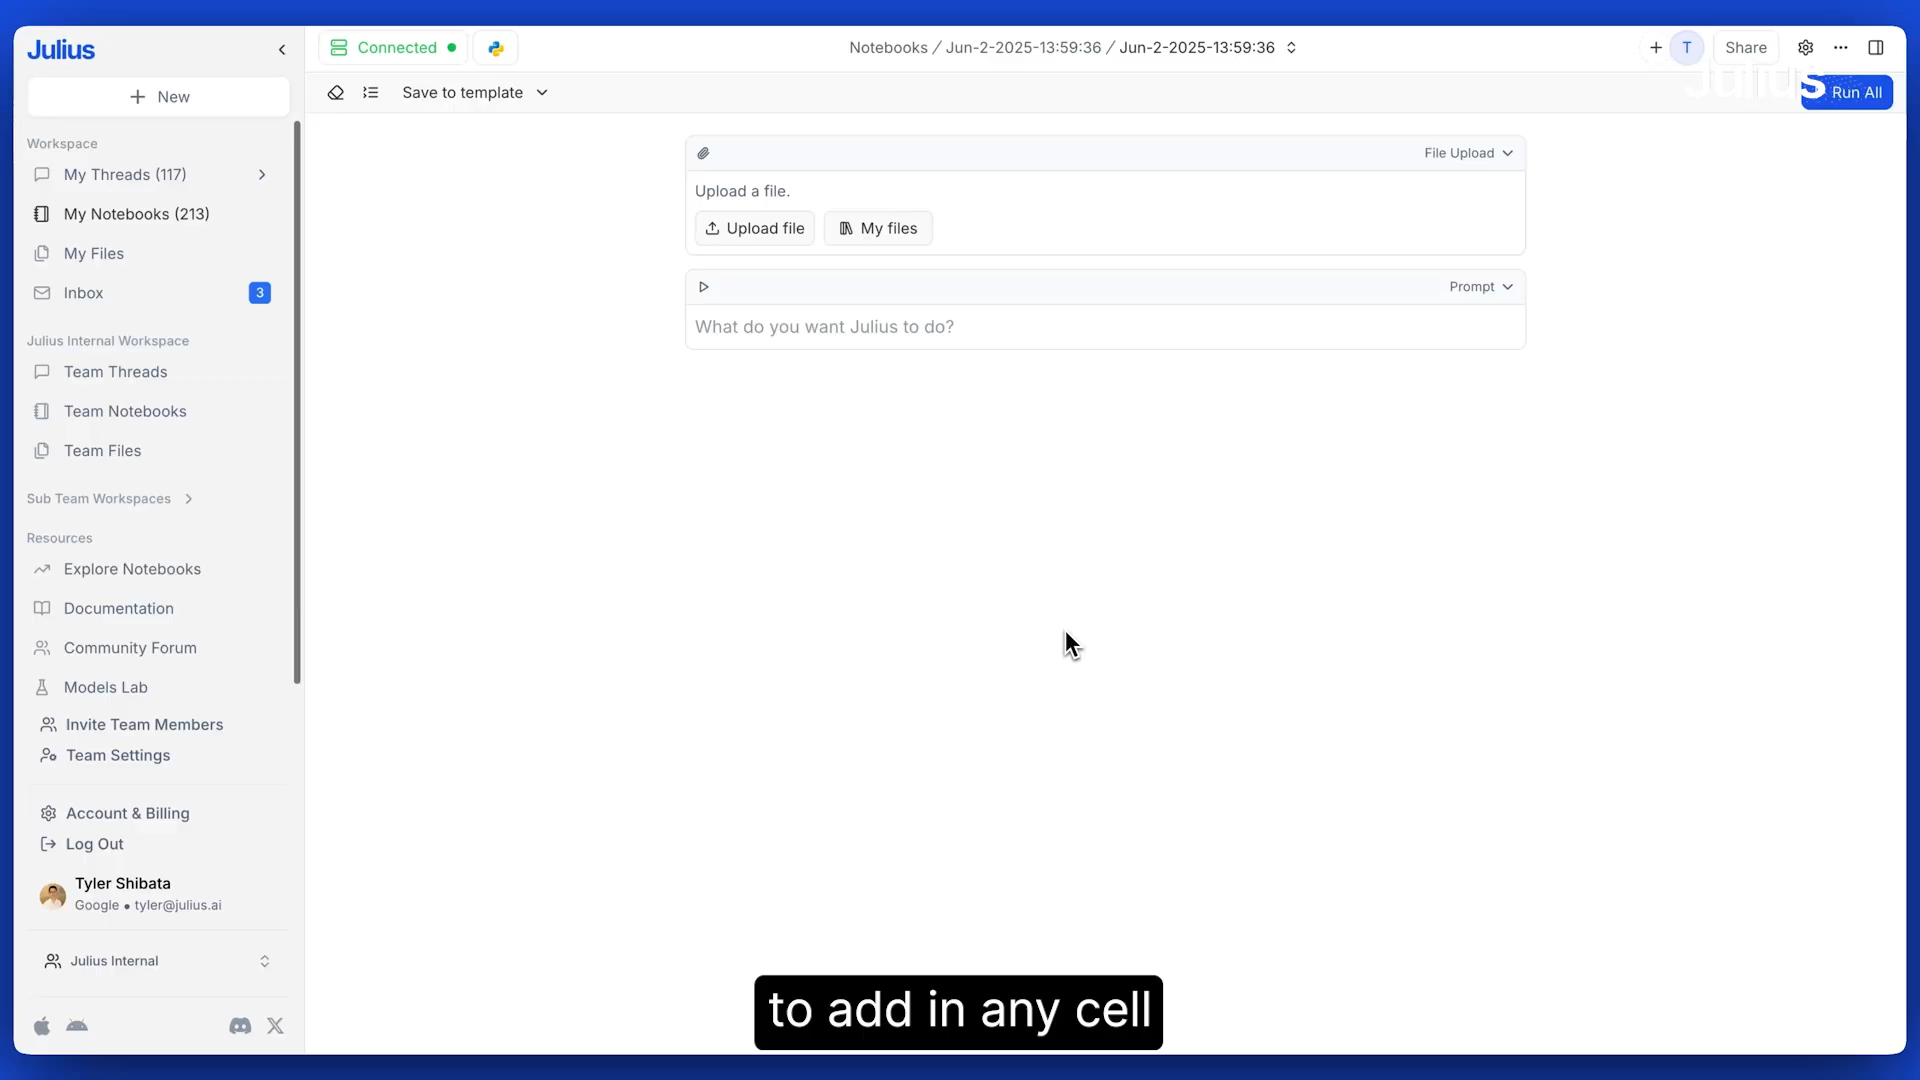 Julius
New
Workspace
My Threads (117)
My Notebooks (213)
My Files
Inbox
3
Julius Internal Workspace
Team Threads
Team Notebooks
Team Files
Sub Team Workspaces
Resources
Explore Notebooks
Documentation
Community Forum
Models Lab
Invite Team Members
Team Settings
Account & Billing
Log Out
Tyler Shibata
Google • tyler@julius.ai
Julius Internal
Connected
Notebooks / Jun-2-2025-13:59:36 / Jun-2-2025-13:59:36
T
Share
Save to template
Julius
Run All
File Upload
Upload a file.
Upload file
My files
Prompt
What do you want Julius to do?
to add in any cell